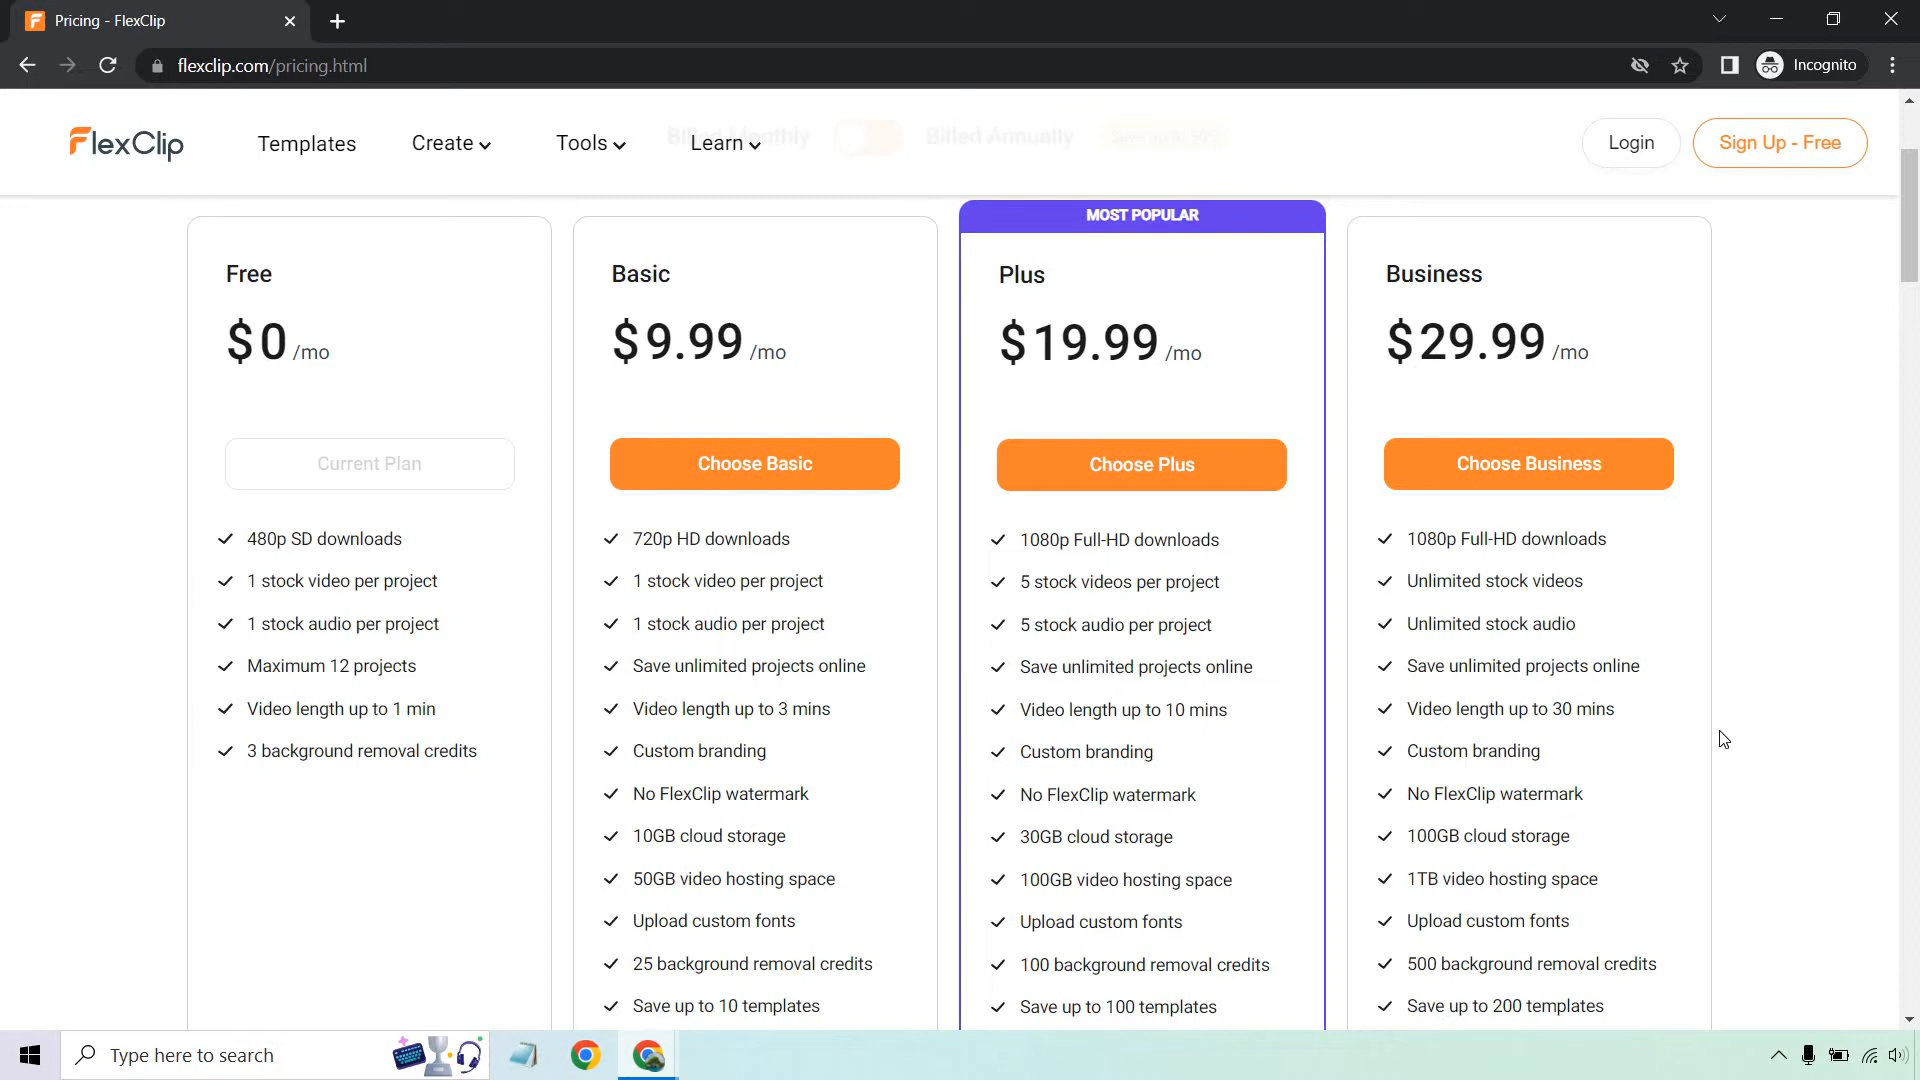 Pricing - FlexClip
flexclip.com/pricing.html
Incognito
FlexClip
Templates
Create
Tools
Learn
Billed Monthly
Billed Annually
Save up to 50%
Login
Sign Up - Free
Free
$0 /mo
Current Plan
480p SD downloads
1 stock video per project
1 stock audio per project
Maximum 12 projects
Video length up to 1 min
3 background removal credits
Basic
$9.99 /mo
Choose Basic
720p HD downloads
1 stock video per project
1 stock audio per project
Save unlimited projects online
Video length up to 3 mins
Custom branding
No FlexClip watermark
10GB cloud storage
50GB video hosting space
Upload custom fonts
25 background removal credits
Save up to 10 templates
MOST POPULAR
Plus
$19.99 /mo
Choose Plus
1080p Full-HD downloads
5 stock videos per project
5 stock audio per project
Save unlimited projects online
Video length up to 10 mins
Custom branding
No FlexClip watermark
30GB cloud storage
100GB video hosting space
Upload custom fonts
100 background removal credits
Save up to 100 templates
Business
$29.99 /mo
Choose Business
1080p Full-HD downloads
Unlimited stock videos
Unlimited stock audio
Save unlimited projects online
Video length up to 30 mins
Custom branding
No FlexClip watermark
100GB cloud storage
1TB video hosting space
Upload custom fonts
500 background removal credits
Save up to 200 templates
Type here to search